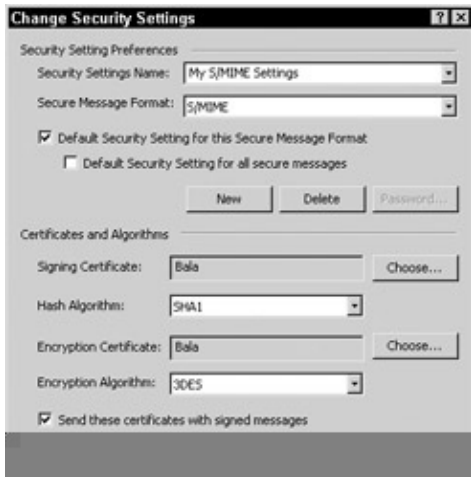 Change Security Settings
Security Setting Preferences
Security Settings Name: My S/MIME Settings
Secure Message Format: S/MIME
Default Security Setting for this Secure Message Format
Default Security Setting for all secure messages
New Delete Password...
Certificates and Algorithms
Signing Certificate: Bala Choose...
Hash Algorithm: SHA1
Encryption Certificate: Bala Choose...
Encryption Algorithm: 3DES
Send these certificates with signed messages